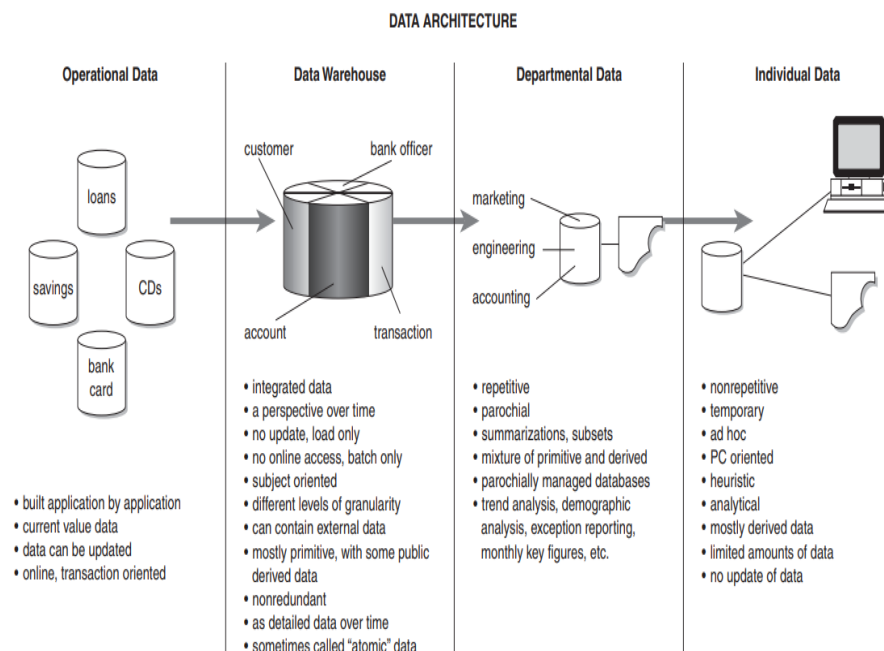 DATA ARCHITECTURE
Operational Data
loans
savings
CDs
bank
card
• built application by application
• current value data
• data can be updated
• online, transaction oriented
Data Warehouse
customer
bank officer
account
transaction
• integrated data
• a perspective over time
• no update, load only
• no online access, batch only
• subject oriented
• different levels of granularity
• can contain external data
• mostly primitive, with some public
derived data
• nonredundant
• as detailed data over time
• sometimes called “atomic” data
Departmental Data
marketing
engineering
accounting
• repetitive
• parochial
• summarizations, subsets
• mixture of primitive and derived
• parochially managed databases
• trend analysis, demographic
analysis, exception reporting,
monthly key figures, etc.
Individual Data
• nonrepetitive
• temporary
• ad hoc
• PC oriented
• heuristic
• analytical
• mostly derived data
• limited amounts of data
• no update of data